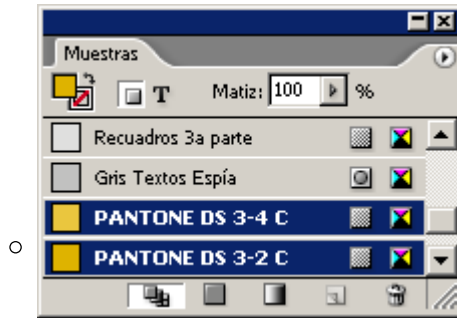 Muestras
T Matiz: 100 %
Recuadros 3a parte
Gris Textos Espía
PANTONE DS 3-4 C
PANTONE DS 3-2 C